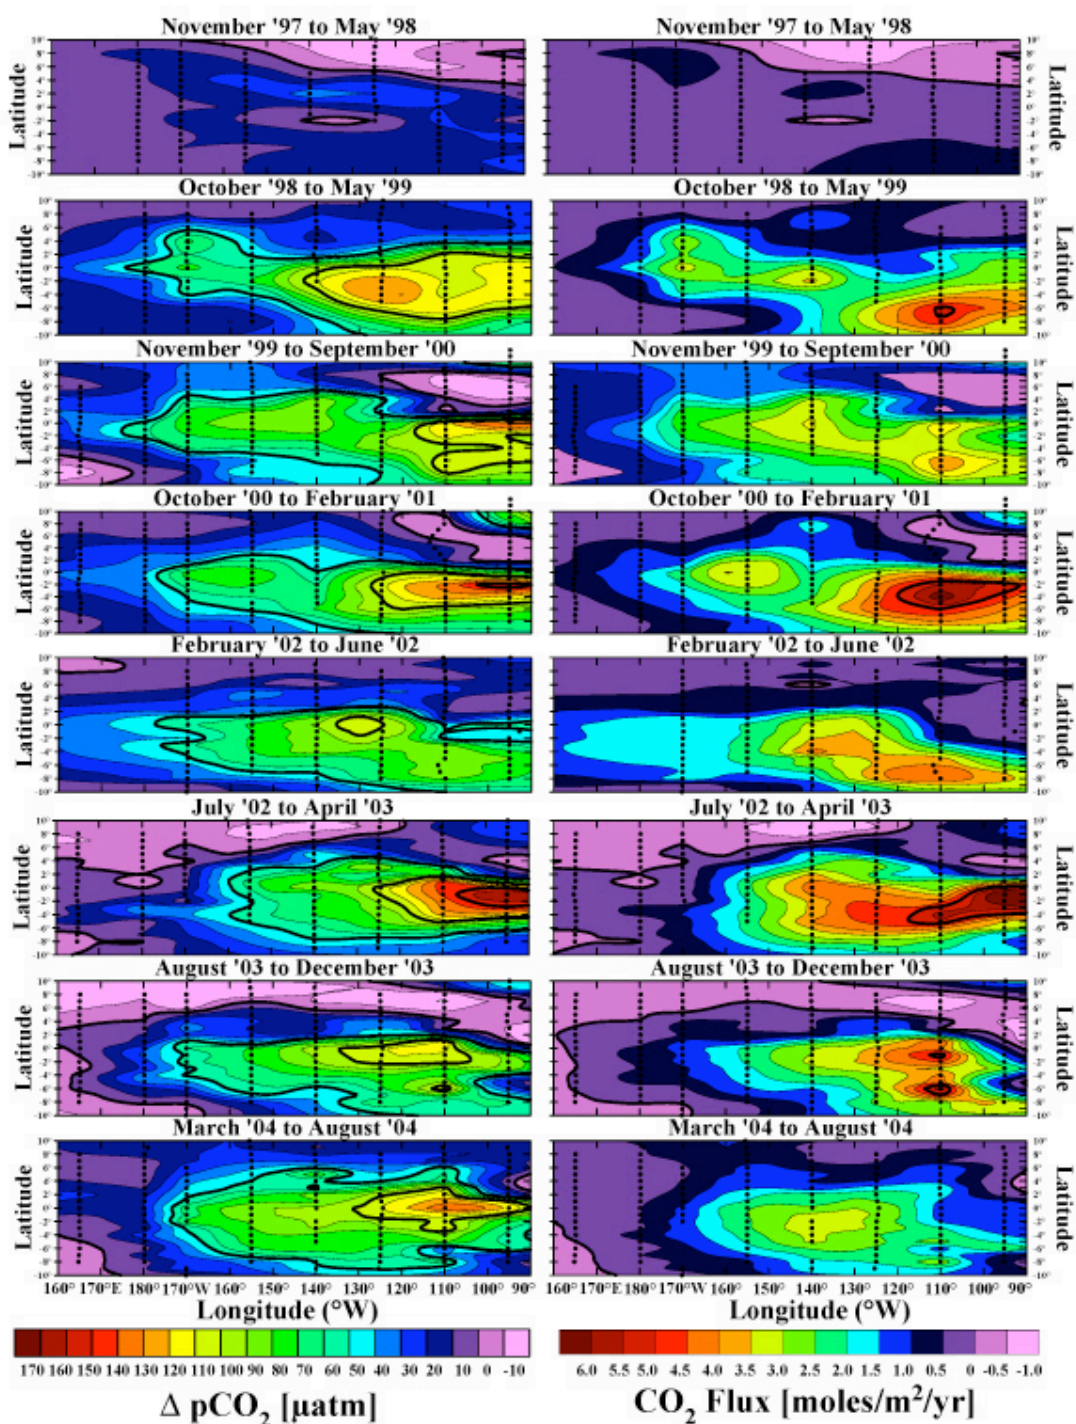 November '97 to May '98 November '97 to May '98
Latitude
Latitude
October '98 to May '99 October '98 to May '99
Latitude
Latitude
November '99 to September '00 November '99 to September '00
Latitude
Latitude
October '00 to February '01 October '00 to February '01
Latitude
Latitude
February '02 to June '02 February '02 to June '02
Latitude
Latitude
July '02 to April '03 July '02 to April '03
Latitude
Latitude
August '03 to December '03 August '03 to December '03
Latitude
Latitude
March '04 to August '04 March '04 to August '04
Latitude
Latitude
160° 170°E 180° 170°W 150° 140° 130° 120° 110° 100° 90° 160° 170°E 180° 170°W 150° 140° 130° 120° 110° 100° 90°
Longitude (°W) Longitude (°W)
170 160 150 140 130 120 110 100 90 80 70 60 50 40 30 20 10 0 -10 6.0 5.5 5.0 4.5 4.0 3.5 3.0 2.5 2.0 1.5 1.0 0.5 0 -0.5 -1.0
Δ pCO₂ [µatm] CO₂ Flux [moles/m²/yr]